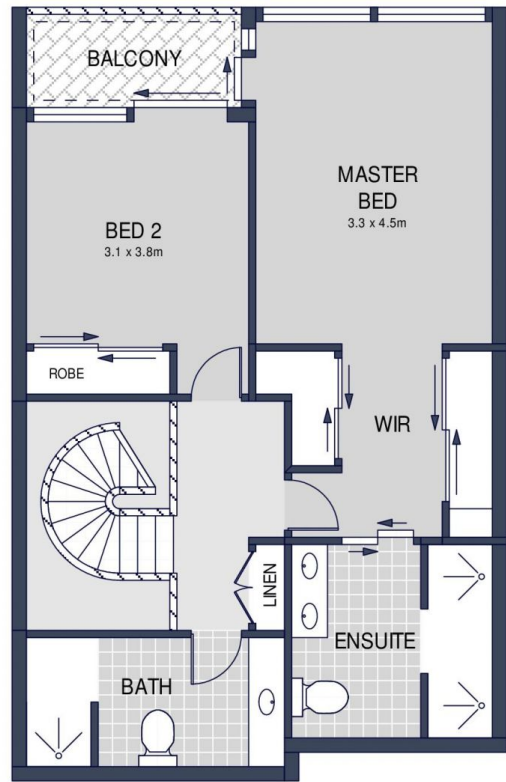 BALCONY
MASTER
BED
3.3 x 4.5m
BED 2
3.1 x 3.8m
ROBE
WIR
LINEN
ENSUITE
BATH